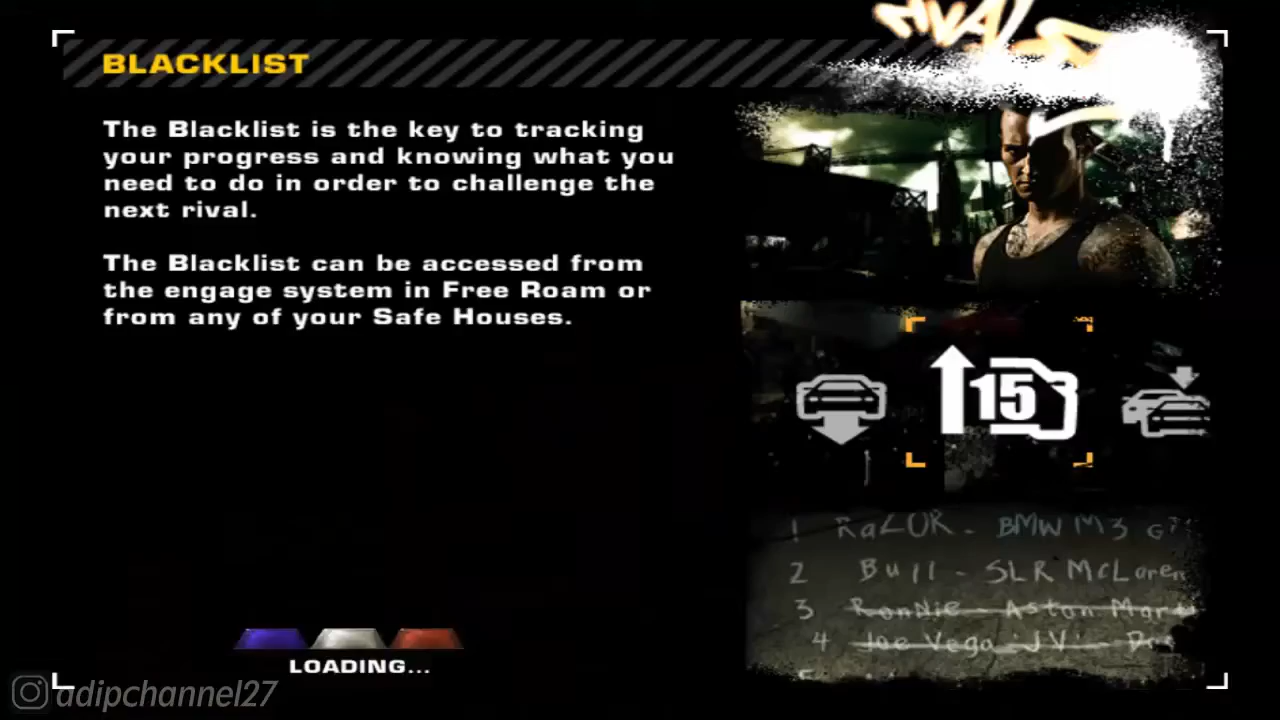 RIVALS
BLACKLIST
The Blacklist is the key to tracking
your progress and knowing what you
need to do in order to challenge the
next rival.
The Blacklist can be accessed from
the engage system in Free Roam or
from any of your Safe Houses.
15
1 RaZOR - BMW M3
2 Bull - SLR McLaren
3 Ronnie - Aston
4 Joe Vega 'JV' -
LOADING...
adipchannel27